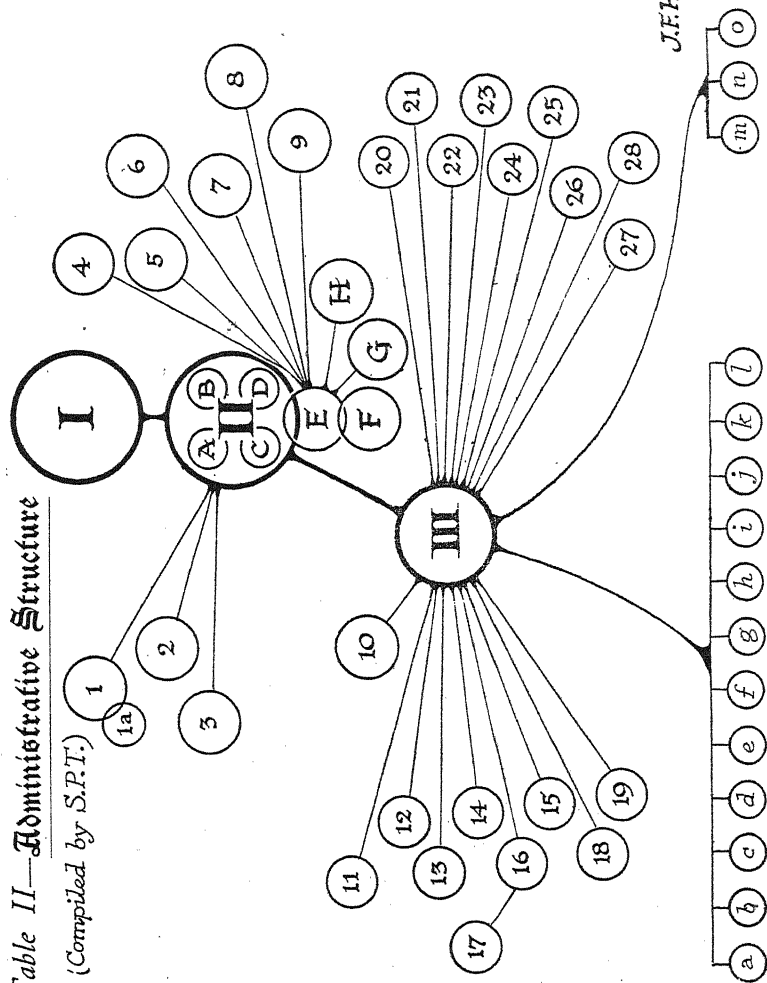 Table II—Administrative Structure
(Compiled by S.P.T.)
I
II
A
B
C
D
E
F
G
H
1
1a
2
3
4
5
6
7
8
9
III
10
11
12
13
14
15
16
17
18
19
20
21
22
23
24
25
26
27
28
a
b
c
d
e
f
g
h
i
j
k
l
m
n
o
J.F.H